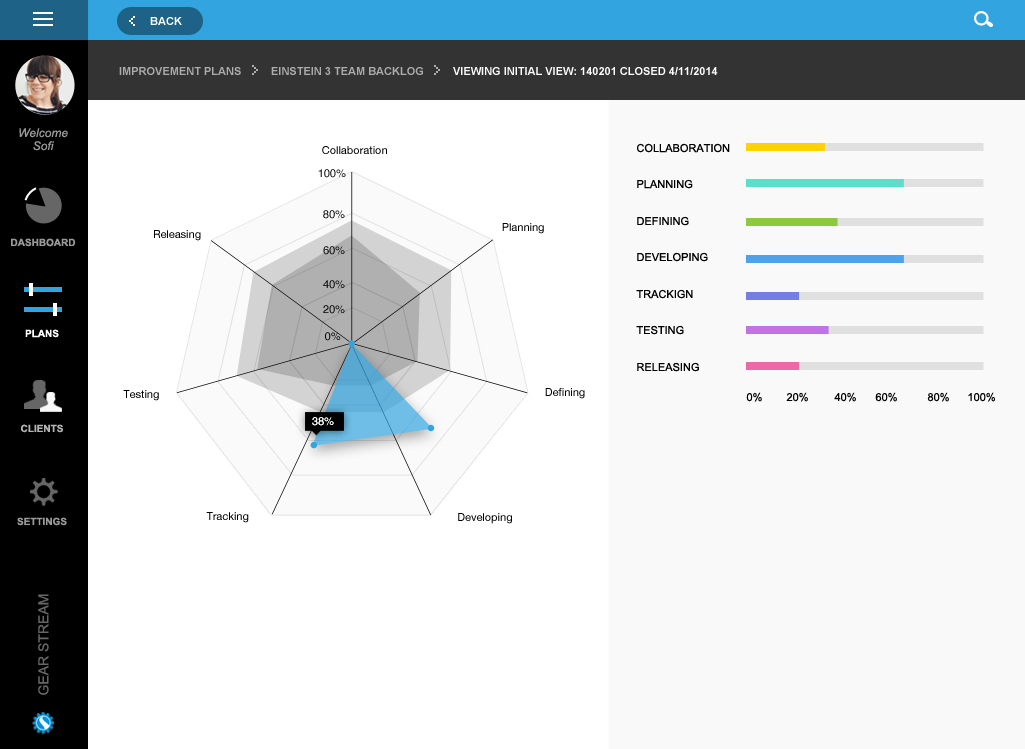 BACK
IMPROVEMENT PLANS
EINSTEIN 3 TEAM BACKLOG
VIEWING INITIAL VIEW: 140201 CLOSED 4/11/2014
Welcome
Sofi
DASHBOARD
PLANS
CLIENTS
SETTINGS
GEAR STREAM
Collaboration
100%
80%
60%
40%
20%
0%
Releasing
Planning
Testing
Defining
38%
Tracking
Developing
COLLABORATION
PLANNING
DEFINING
DEVELOPING
TRACKIGN
TESTING
RELEASING
0% 20% 40% 60% 80% 100%